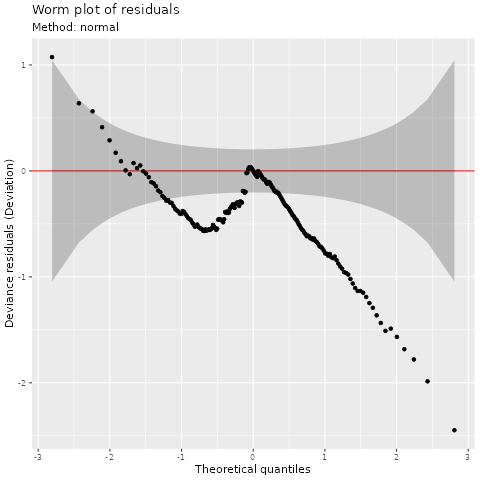 Worm plot of residuals
Method: normal
Deviance residuals (Deviation)
1
0
-1
-2
-3
-2
-1
0
1
2
3
Theoretical quantiles